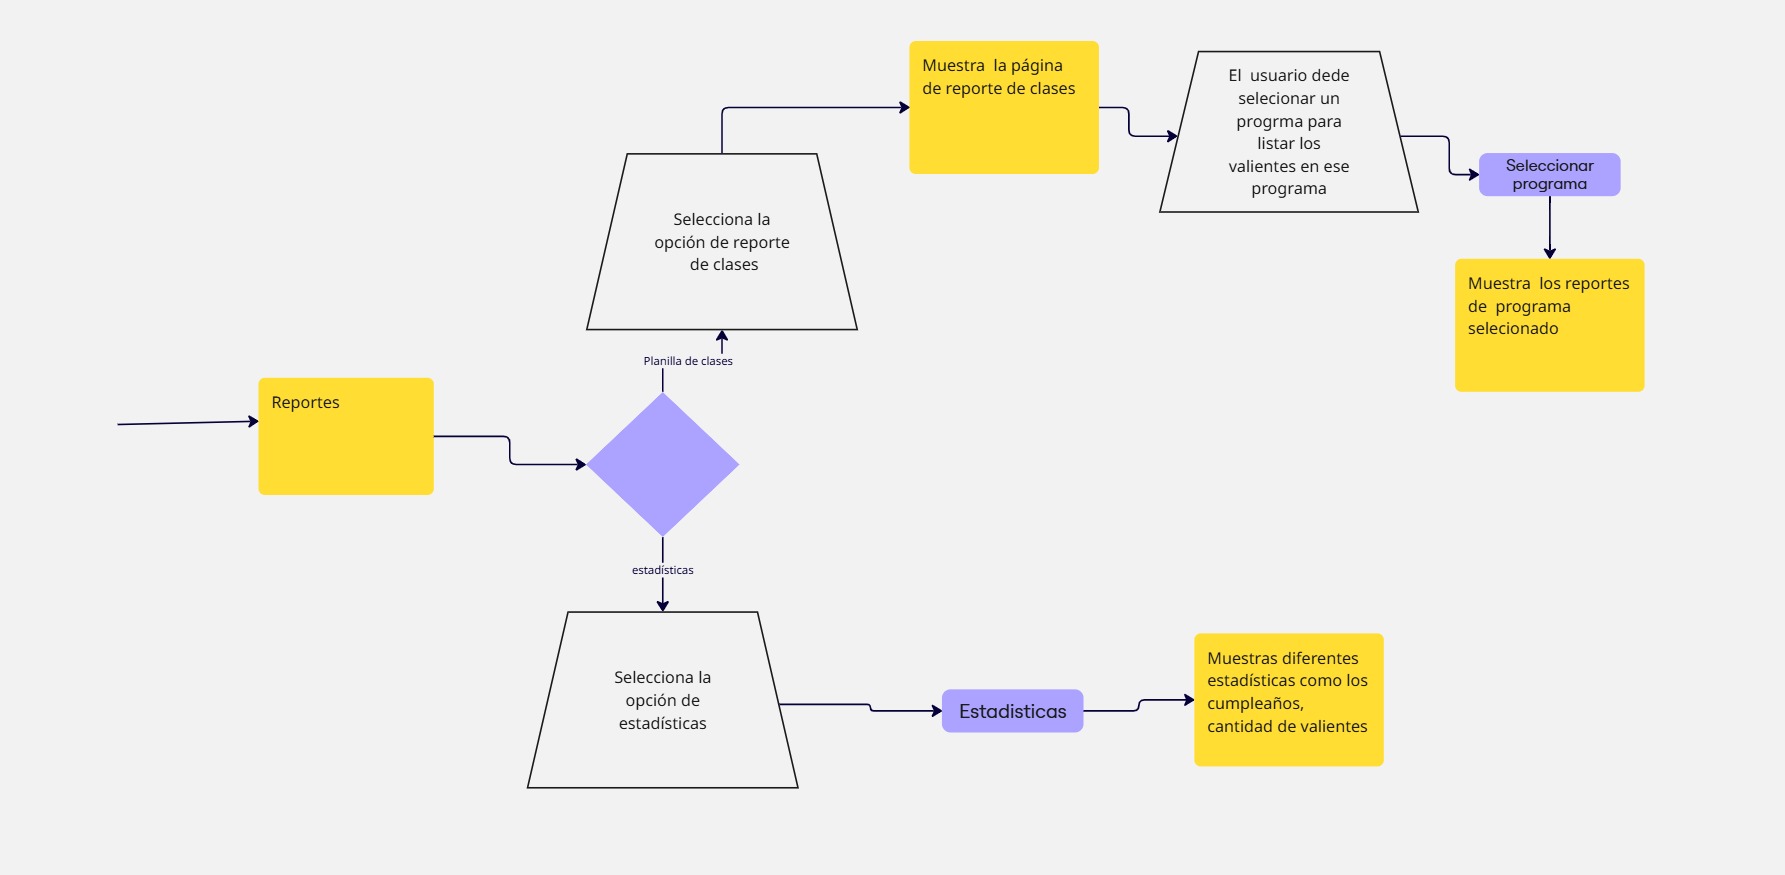 Muestra  la página
de reporte de clases
El  usuario dede
selecionar un
progrma para
listar los
valientes en ese
programa
Seleccionar
programa
Selecciona la
opción de reporte
de clases
Muestra  los reportes
de  programa
selecionado
Planilla de clases
Reportes
estadísticas
Selecciona la
opción de
estadísticas
Estadisticas
Muestras diferentes
estadísticas como los
cumpleaños,
cantidad de valientes